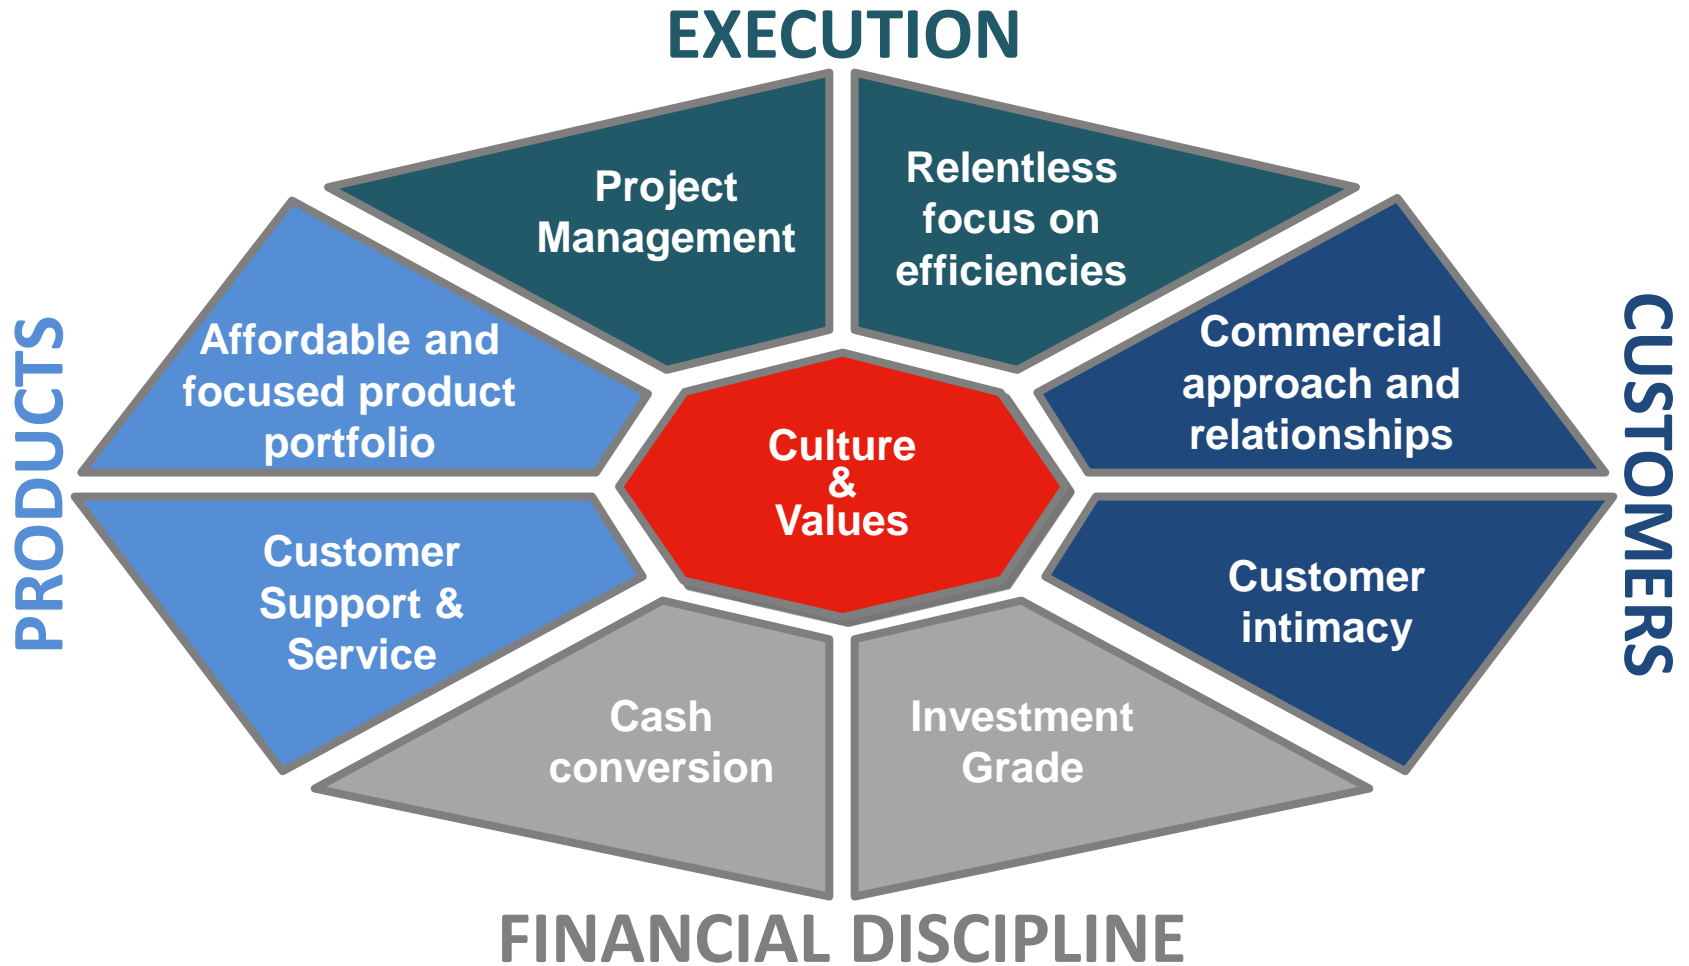 EXECUTION
Project
Management
Relentless
focus on
efficiencies
PRODUCTS
Affordable and
focused product
portfolio
Commercial
approach and
relationships
CUSTOMERS
Culture
&
Values
Customer
Support &
Service
Customer
intimacy
Cash
conversion
Investment
Grade
FINANCIAL DISCIPLINE